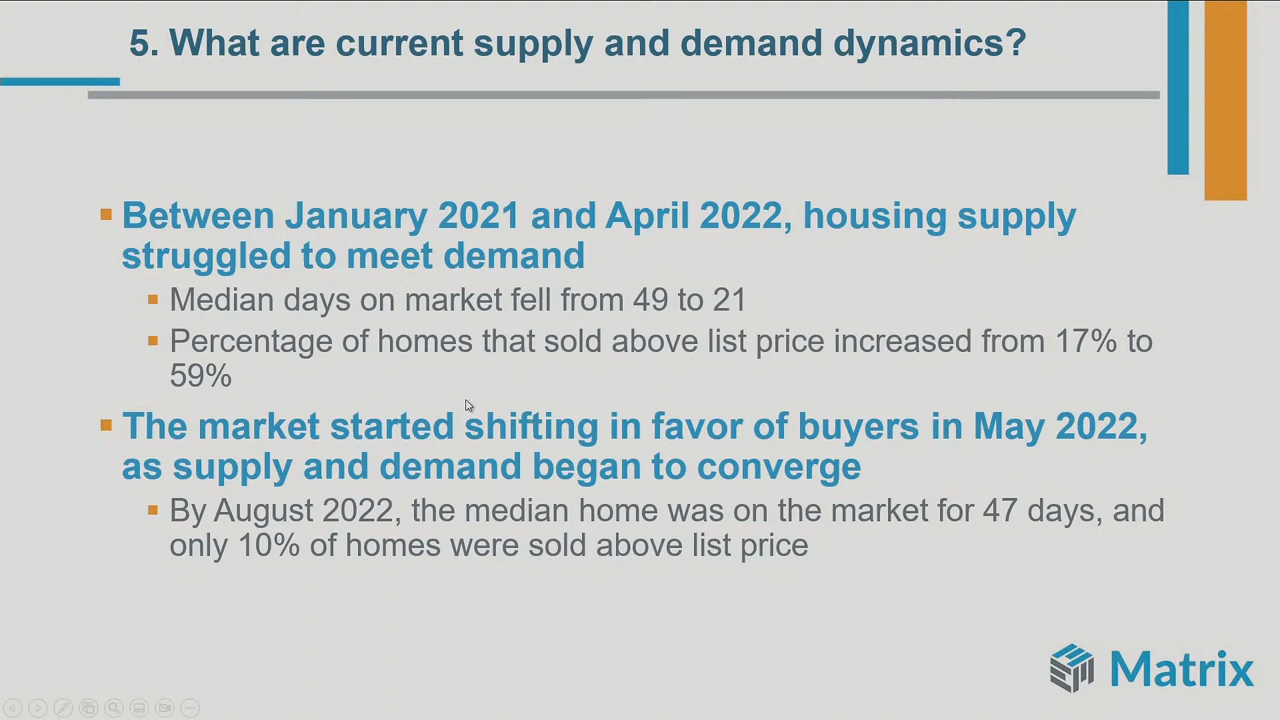 5. What are current supply and demand dynamics?
Between January 2021 and April 2022, housing supply
struggled to meet demand
Median days on market fell from 49 to 21
Percentage of homes that sold above list price increased from 17% to
59%
The market started shifting in favor of buyers in May 2022,
as supply and demand began to converge
By August 2022, the median home was on the market for 47 days, and
only 10% of homes were sold above list price
Matrix